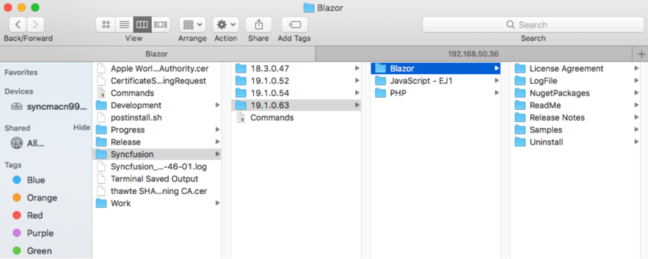 Blazor
Search
Back/Forward
View
Arrange
Action
Share
Add Tags
Search
Blazor
192.168.50.36
Favorites
Devices
syncmacn99...
Shared
Hide
All...
Tags
Blue
Orange
Red
Purple
Green
Apple Worl...Authority.cer
CertificateS...ingRequest
Commands
Development
postinstall.sh
Progress
Release
Syncfusion
Syncfusion_...-46-01.log
Terminal Saved Output
thawte SHA...ning CA.cer
Work
18.3.0.47
19.1.0.52
19.1.0.54
19.1.0.63
Commands
Blazor
JavaScript - EJ1
PHP
License Agreement
LogFile
NugetPackages
ReadMe
Release Notes
Samples
Uninstall